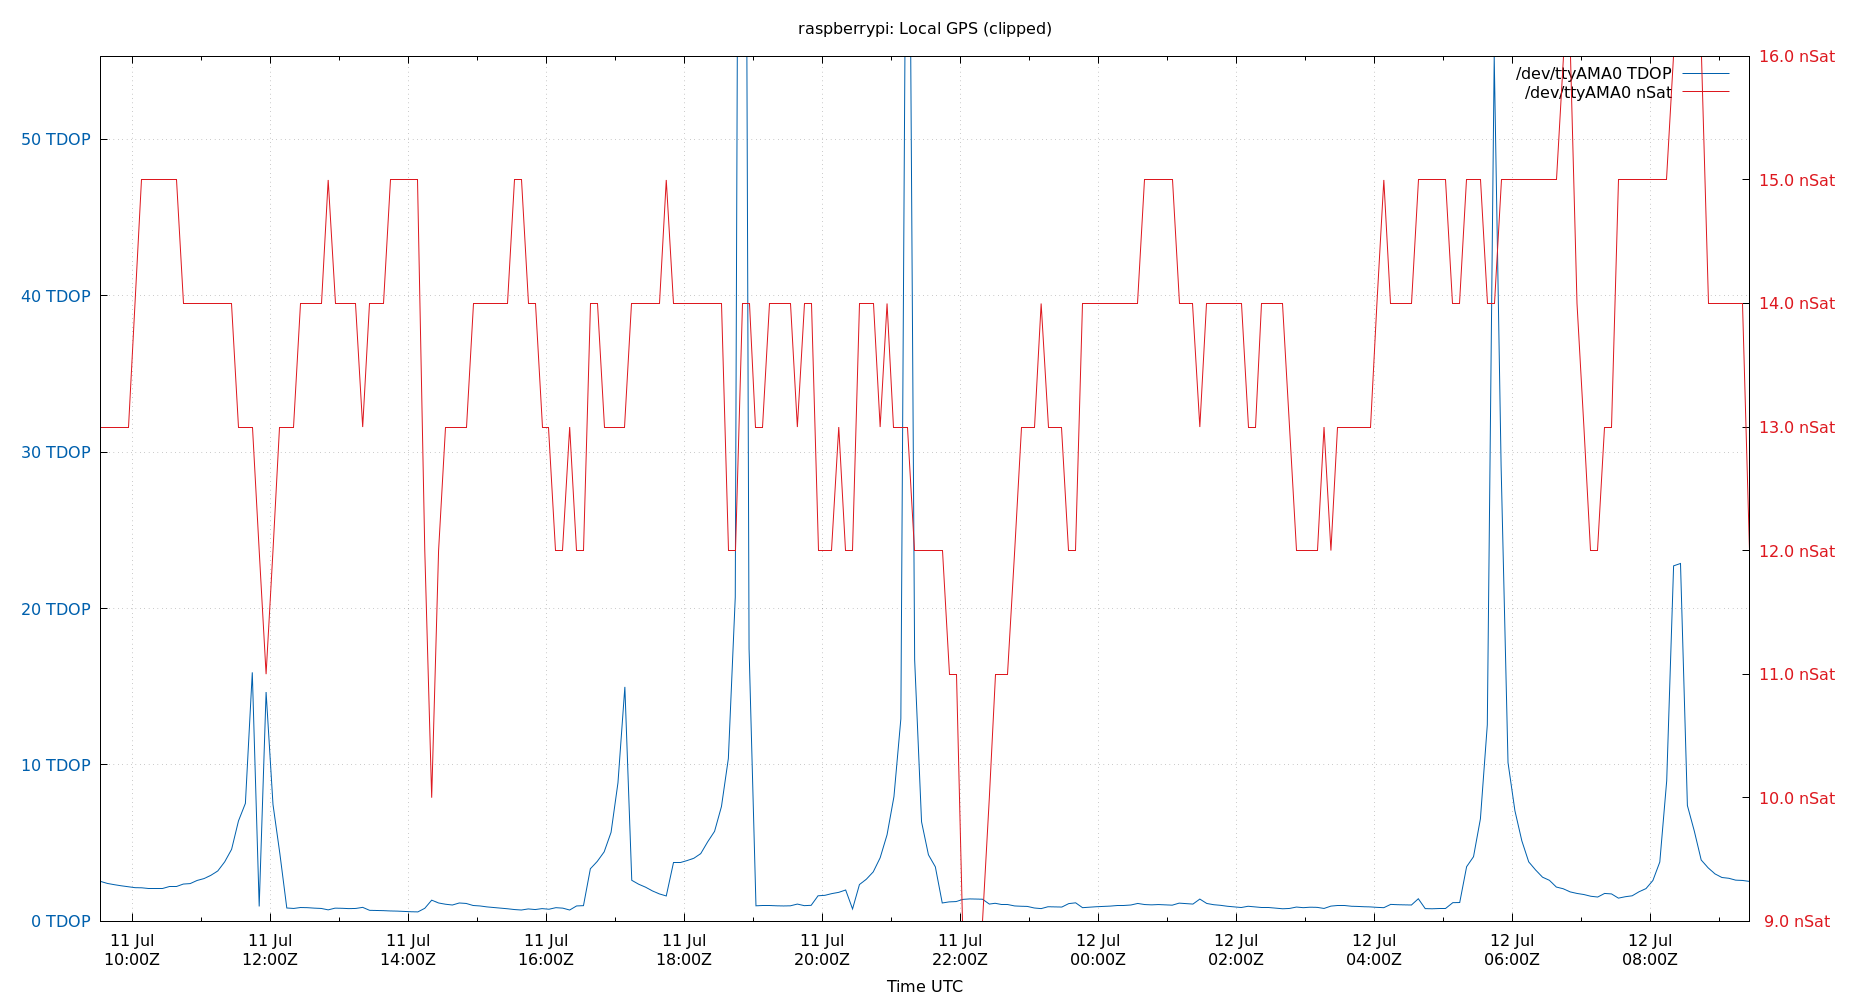 raspberrypi: Local GPS (clipped)
/dev/ttyAMA0 TDOP
/dev/ttyAMA0 nSat
50 TDOP
40 TDOP
30 TDOP
20 TDOP
10 TDOP
0 TDOP
16.0 nSat
15.0 nSat
14.0 nSat
13.0 nSat
12.0 nSat
11.0 nSat
10.0 nSat
9.0 nSat
11 Jul
10:00Z
11 Jul
12:00Z
11 Jul
14:00Z
11 Jul
16:00Z
11 Jul
18:00Z
11 Jul
20:00Z
11 Jul
22:00Z
12 Jul
00:00Z
12 Jul
02:00Z
12 Jul
04:00Z
12 Jul
06:00Z
12 Jul
08:00Z
Time UTC